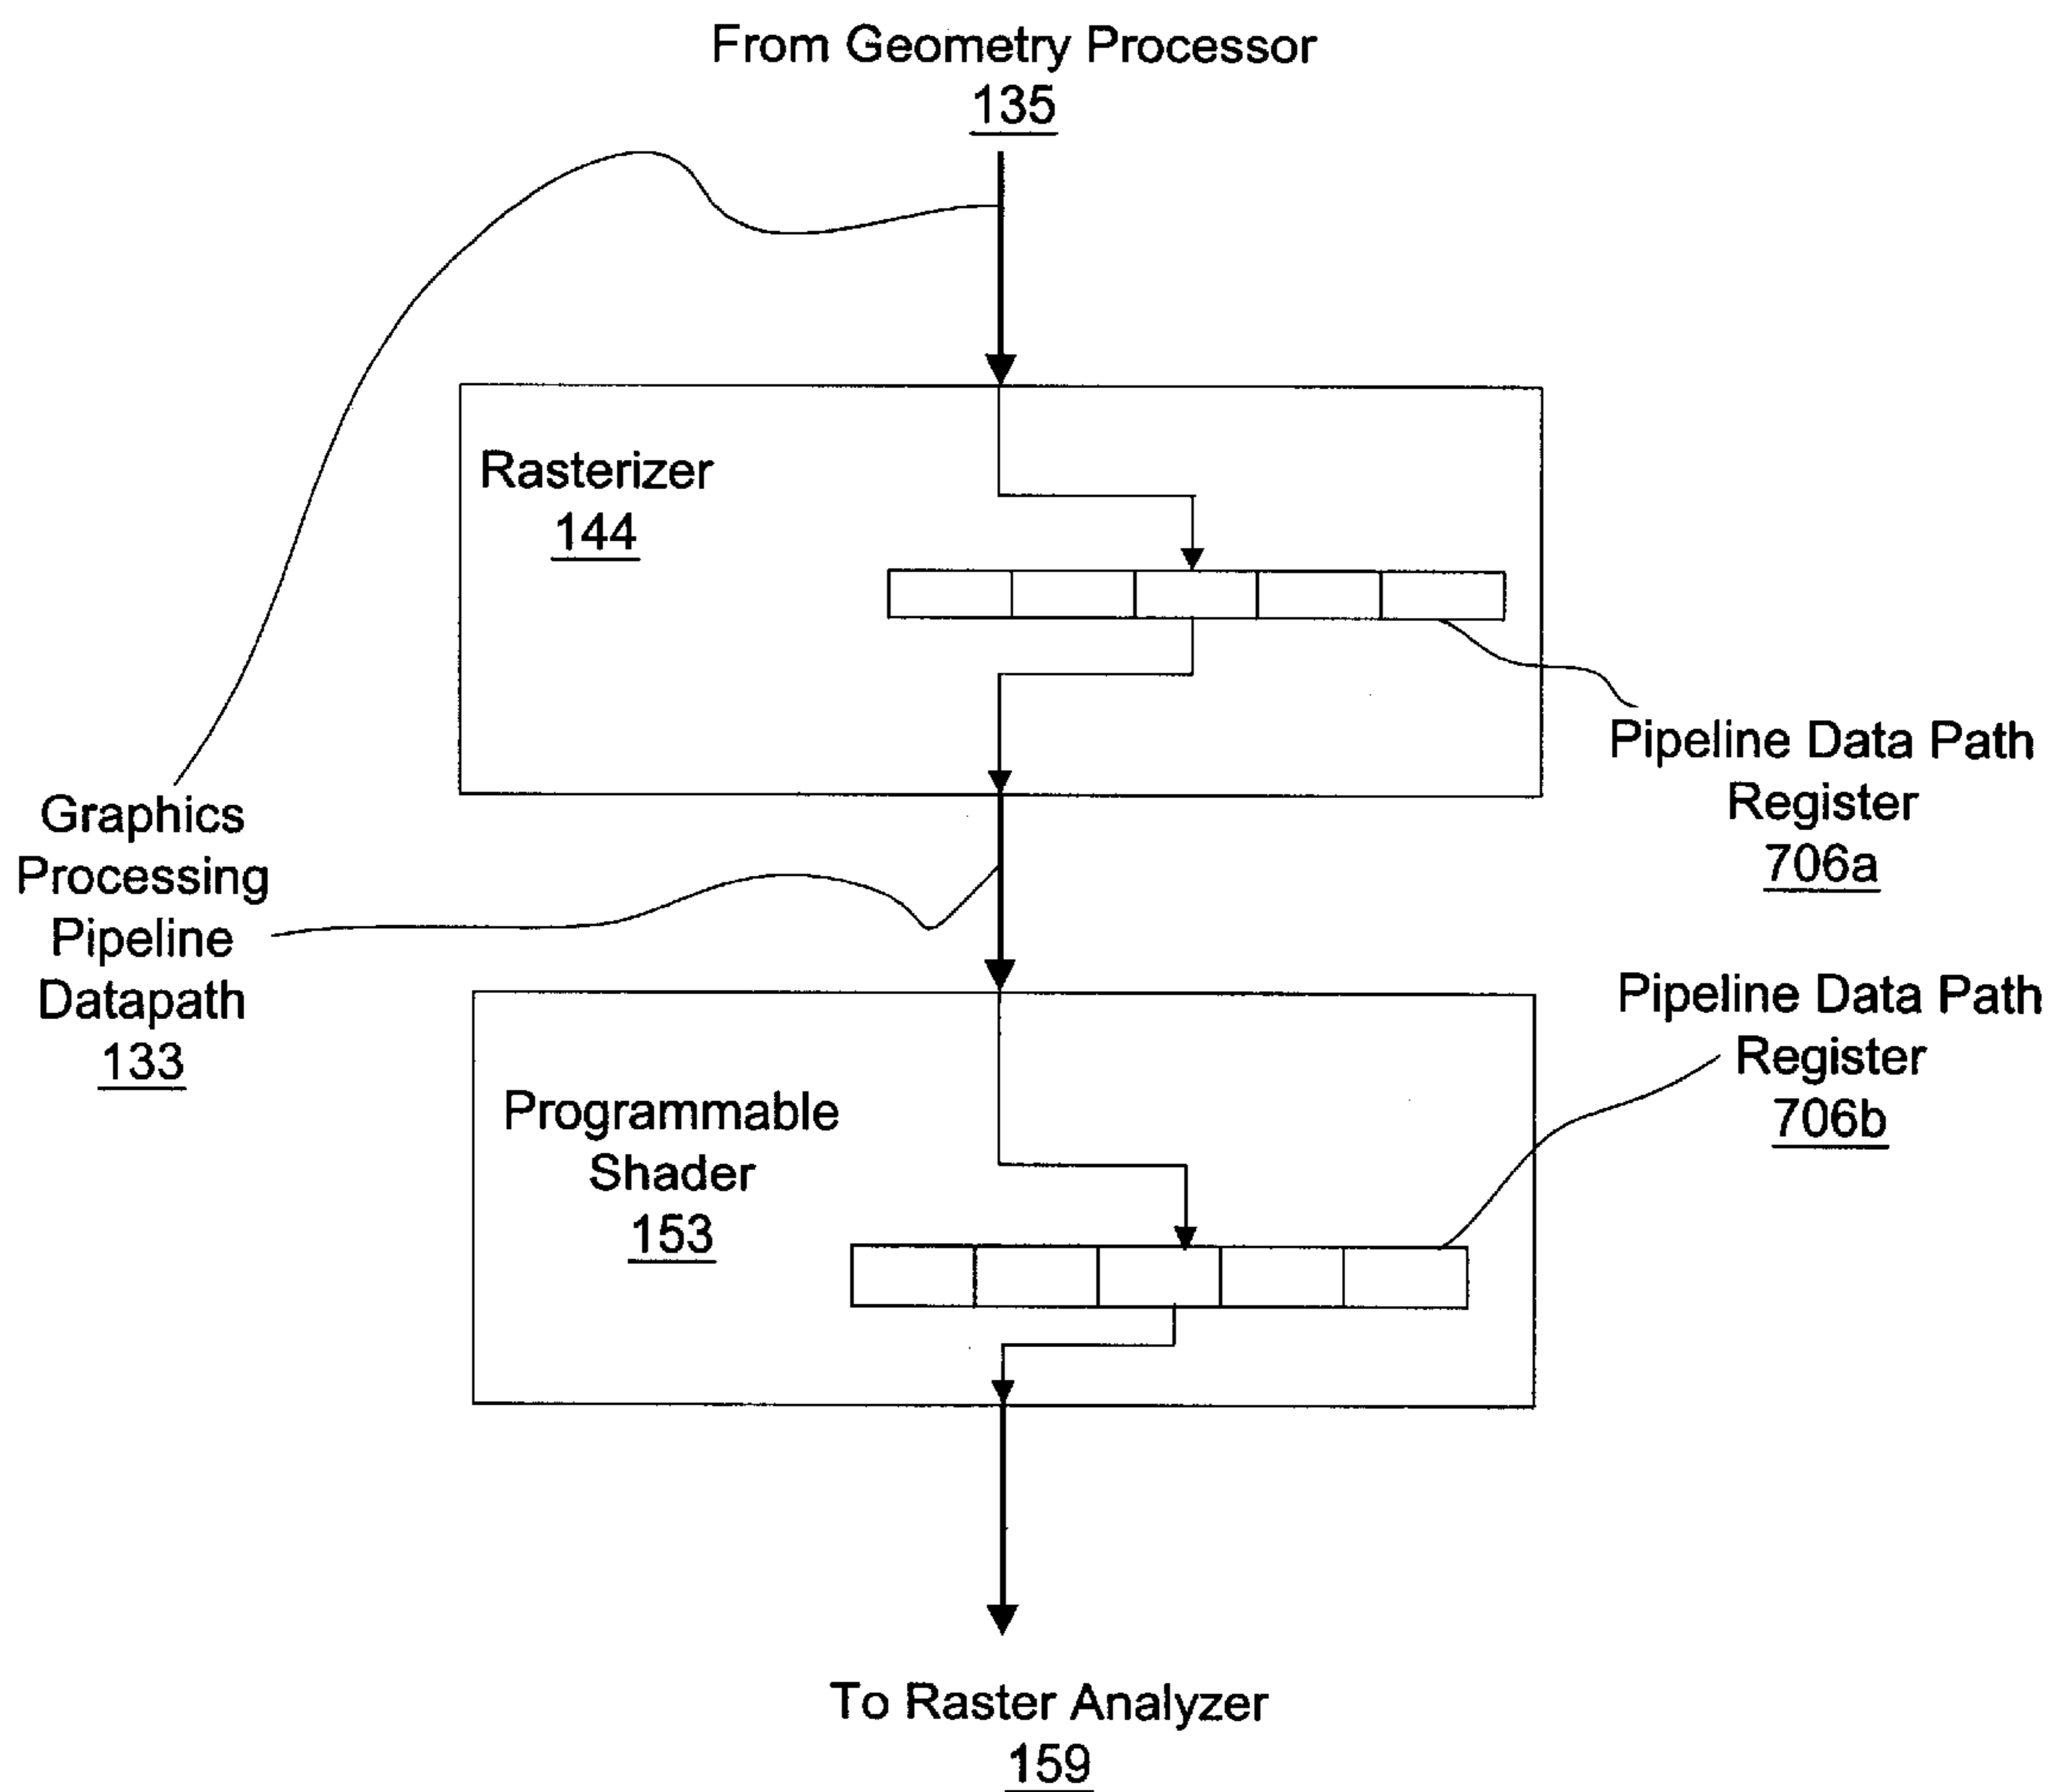 From Geometry Processor
135
Rasterizer
144
Pipeline Data Path
Register
706a
Graphics
Processing
Pipeline
Datapath
133
Pipeline Data Path
Register
706b
Programmable
Shader
153
To Raster Analyzer
159